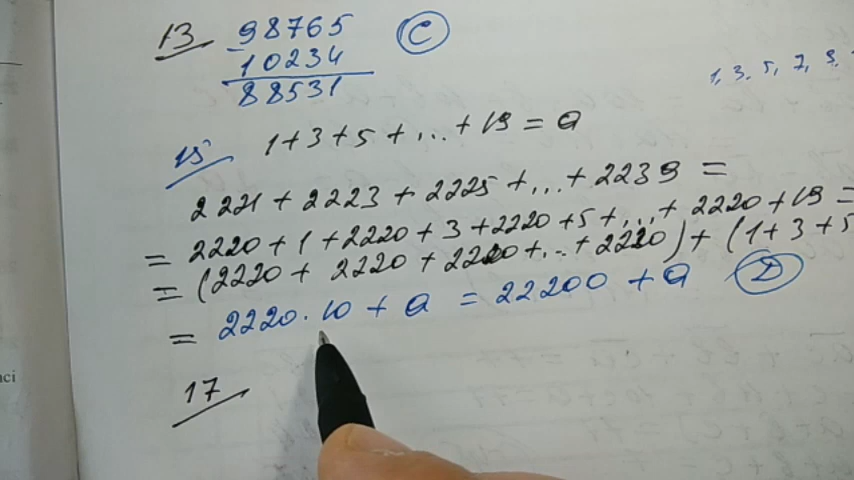 13 98765 C
- 10234
88531
1, 3, 5, 7, 9,
15 1+3+5+...+19 = a
2221 + 2223 + 2225 +...+ 2239 =
= 2220 + 1 + 2220 + 3 + 2220 + 5 +...+ 2220 + 19 =
= (2220 + 2220 + 2220 +...+ 2220) + (1+3+5
= 2220 · 10 + a = 22200 + a D
17
nci